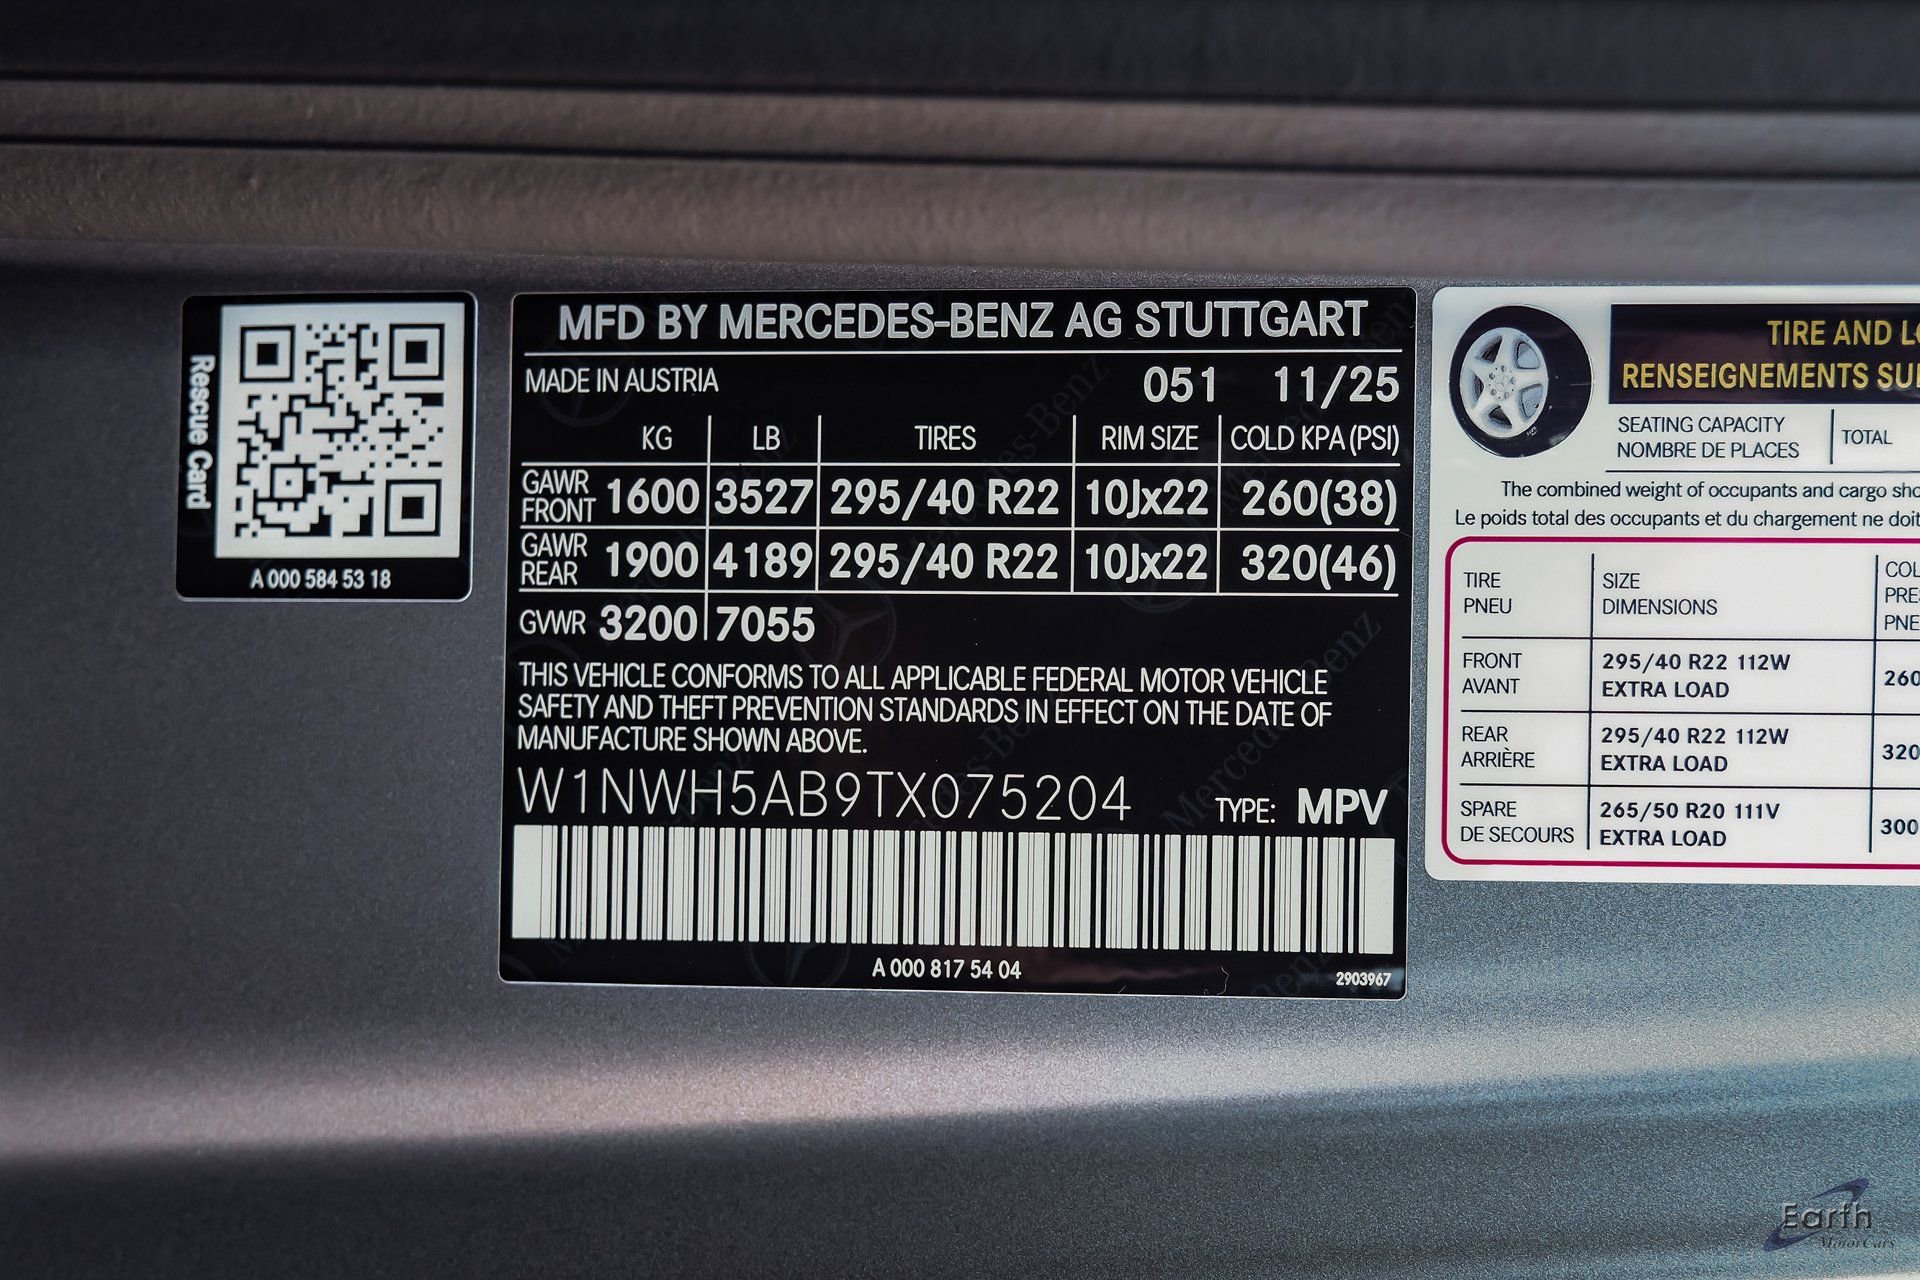 Rescue Card
A 000 584 53 18
MFD BY MERCEDES-BENZ AG STUTTGART
MADE IN AUSTRIA 051 11/25
KG LB TIRES RIM SIZE COLD KPA (PSI)
GAWR FRONT 1600 3527 295/40 R22 10Jx22 260(38)
GAWR REAR 1900 4189 295/40 R22 10Jx22 320(46)
GVWR 3200 7055
THIS VEHICLE CONFORMS TO ALL APPLICABLE FEDERAL MOTOR VEHICLE
SAFETY AND THEFT PREVENTION STANDARDS IN EFFECT ON THE DATE OF
MANUFACTURE SHOWN ABOVE.
W1NWH5AB9TX075204 TYPE: MPV
A 000 817 54 04 2903967
TIRE AND LO
RENSEIGNEMENTS SU
SEATING CAPACITY
NOMBRE DE PLACES
TOTAL
The combined weight of occupants and cargo sho
Le poids total des occupants et du chargement ne doit
TIRE
PNEU
SIZE
DIMENSIONS
COL
PRES
PNE
FRONT
AVANT
295/40 R22 112W
EXTRA LOAD
260
REAR
ARRIÈRE
295/40 R22 112W
EXTRA LOAD
320
SPARE
DE SECOURS
265/50 R20 111V
EXTRA LOAD
300
Earth
MotorCars